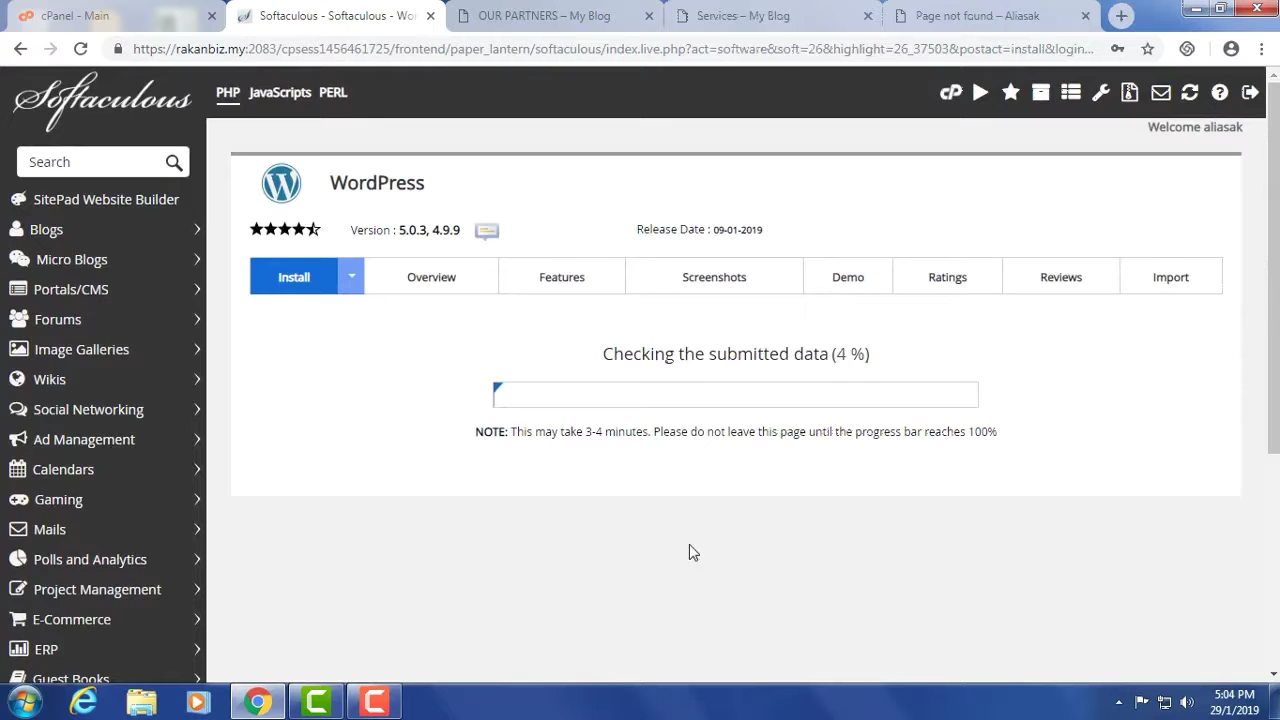 cPanel - Main
Softaculous - Softaculous - Wo
OUR PARTNERS – My Blog
Services – My Blog
Page not found – Aliasak
https://rakanbiz.my:2083/cpsess1456461725/frontend/paper_lantern/softaculous/index.live.php?act=software&soft=26&highlight=26_37503&postact=install&login...
Softaculous
PHP JavaScripts PERL
Welcome aliasak
Search
SitePad Website Builder
Blogs
Micro Blogs
Portals/CMS
Forums
Image Galleries
Wikis
Social Networking
Ad Management
Calendars
Gaming
Mails
Polls and Analytics
Project Management
E-Commerce
ERP
Guest Books
WordPress
Version : 5.0.3, 4.9.9
Release Date : 09-01-2019
Install
Overview
Features
Screenshots
Demo
Ratings
Reviews
Import
Checking the submitted data (4 %)
NOTE: This may take 3-4 minutes. Please do not leave this page until the progress bar reaches 100%
5:04 PM
29/1/2019